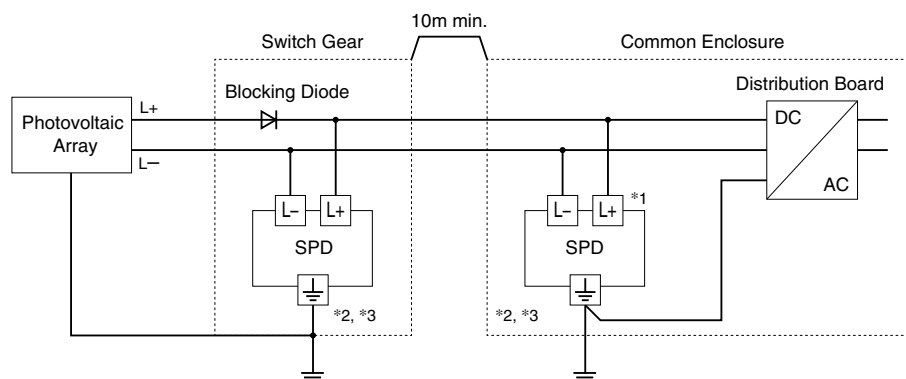 10m min.
Switch Gear
Common Enclosure
Blocking Diode
Distribution Board
L+
Photovoltaic
Array
L−
DC
AC
L− L+
SPD
*2, *3
L− L+ *1
SPD
*2, *3